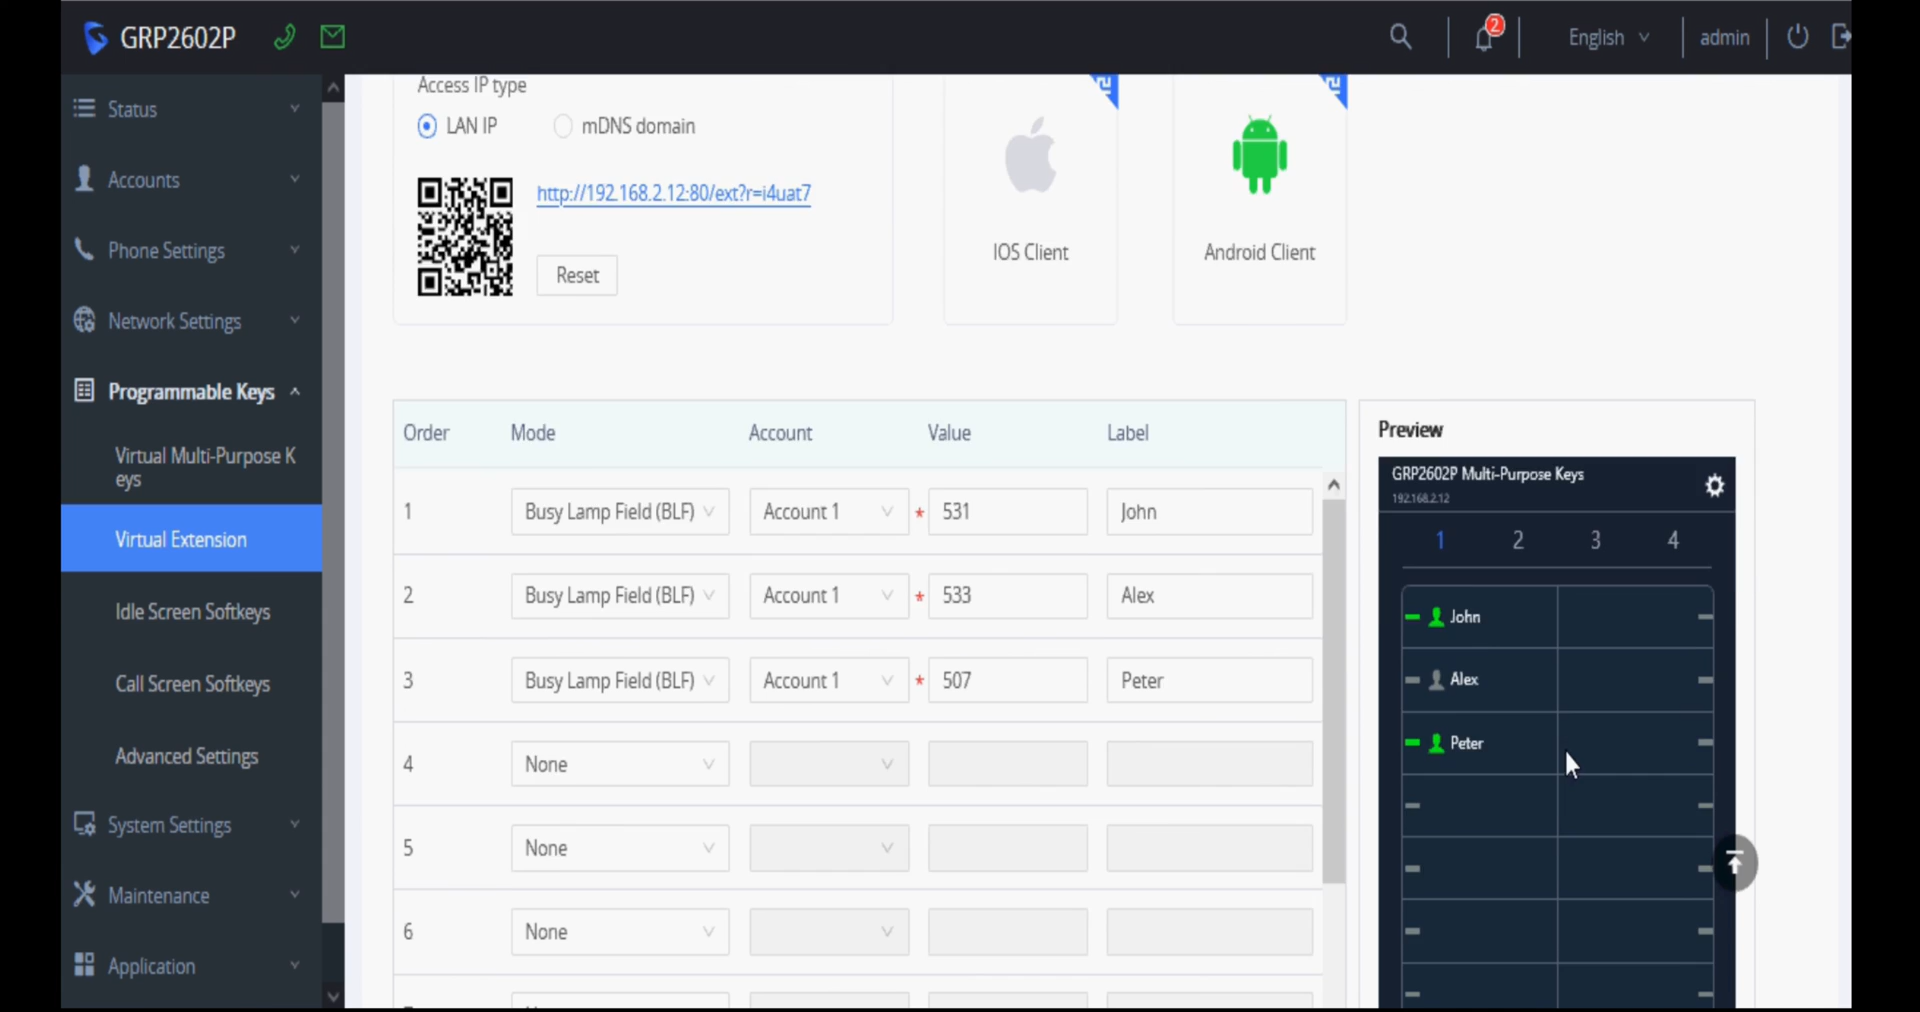 GRP2602P
2
English
admin
Status
Accounts
Phone Settings
Network Settings
Programmable Keys
Virtual Multi-Purpose K
eys
Virtual Extension
Idle Screen Softkeys
Call Screen Softkeys
Advanced Settings
System Settings
Maintenance
Application
Access IP type
LAN IP
mDNS domain
http://192.168.2.12:80/ext?r=i4uat7
Reset
IOS Client
Android Client
Order Mode Account Value Label
1 Busy Lamp Field (BLF) Account 1 * 531 John
2 Busy Lamp Field (BLF) Account 1 * 533 Alex
3 Busy Lamp Field (BLF) Account 1 * 507 Peter
4 None
5 None
6 None
Preview
GRP2602P Multi-Purpose Keys
192.168.2.12
1 2 3 4
John
Alex
Peter